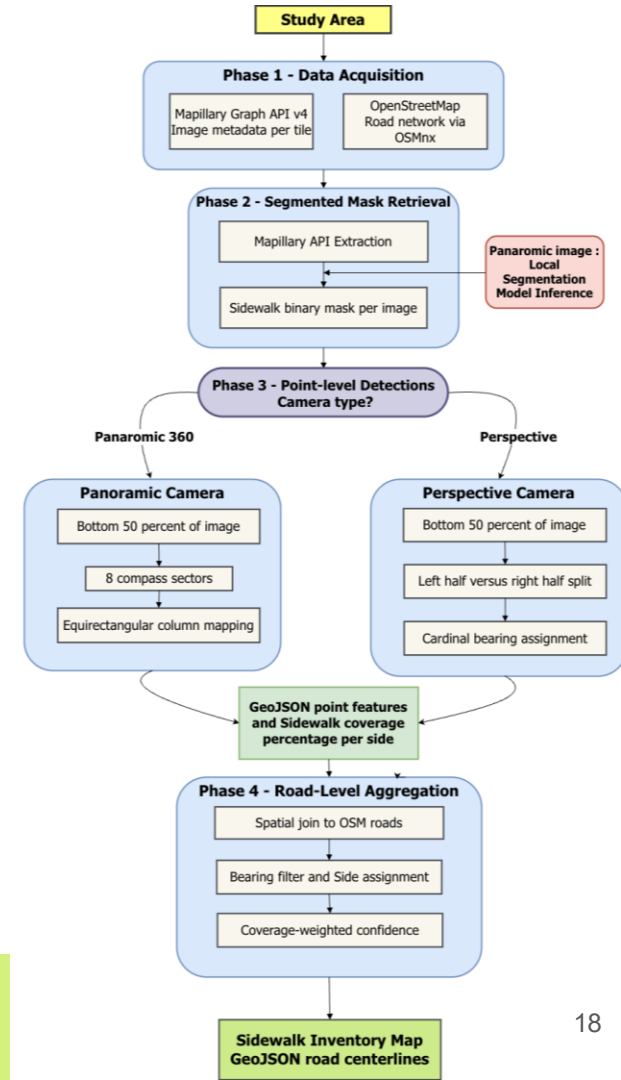 Study Area
Phase 1 - Data Acquisition
Mapillary Graph API v4
Image metadata per tile
OpenStreetMap
Road network via
OSMnx
Phase 2 - Segmented Mask Retrieval
Mapillary API Extraction
Panaromic image :
Local
Segmentation
Model Inference
Sidewalk binary mask per image
Phase 3 - Point-level Detections
Camera type?
Panaromic 360
Perspective
Panoramic Camera
Bottom 50 percent of image
8 compass sectors
Equirectangular column mapping
Perspective Camera
Bottom 50 percent of image
Left half versus right half split
Cardinal bearing assignment
GeoJSON point features
and Sidewalk coverage
percentage per side
Phase 4 - Road-Level Aggregation
Spatial join to OSM roads
Bearing filter and Side assignment
Coverage-weighted confidence
Sidewalk Inventory Map
GeoJSON road centerlines
18